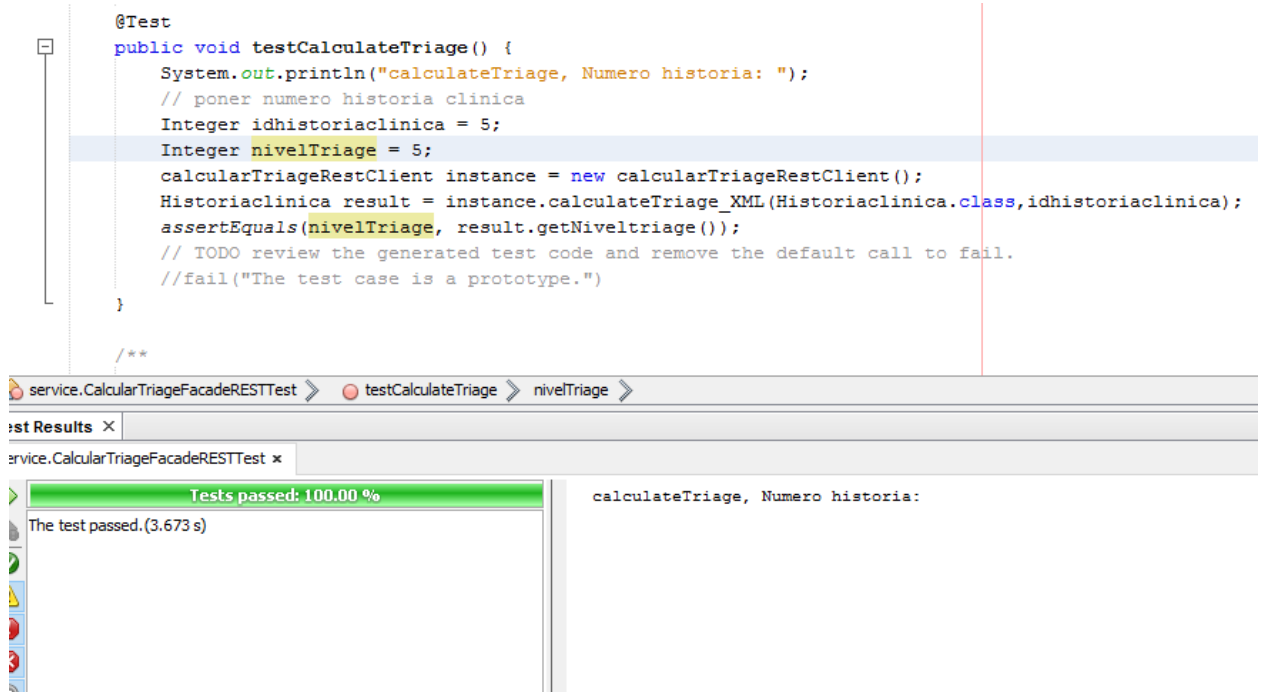 @Test
public void testCalculateTriage() {
System.out.println("calculateTriage, Numero historia: ");
// poner numero historia clinica
Integer idhistoriaclinica = 5;
Integer nivelTriage = 5;
calcularTriageRestClient instance = new calcularTriageRestClient();
Historiaclinica result = instance.calculateTriage_XML(Historiaclinica.class,idhistoriaclinica);
assertEquals(nivelTriage, result.getNiveltriage());
// TODO review the generated test code and remove the default call to fail.
//fail("The test case is a prototype.")
}
/**
service.CalcularTriageFacadeRESTTest testCalculateTriage nivelTriage
est Results ×
ervice.CalcularTriageFacadeRESTTest ×
Tests passed: 100.00 %
calculateTriage, Numero historia:
The test passed.(3.673 s)